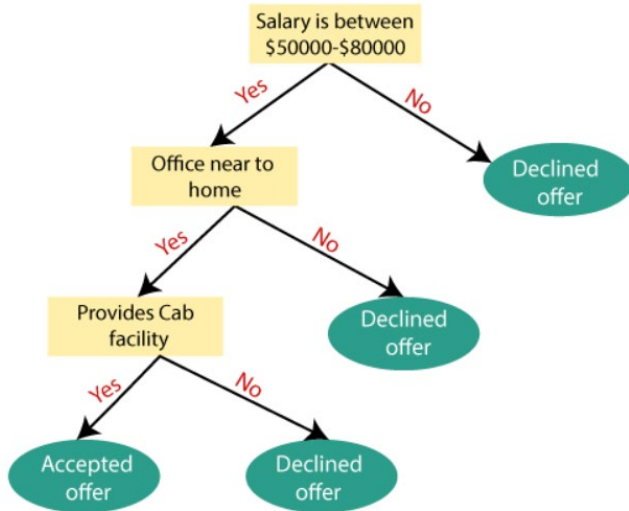 Salary is between
$50000-$80000
Yes
No
Office near to
home
Declined
offer
Yes
No
Provides Cab
facility
Declined
offer
Yes
No
Accepted
offer
Declined
offer